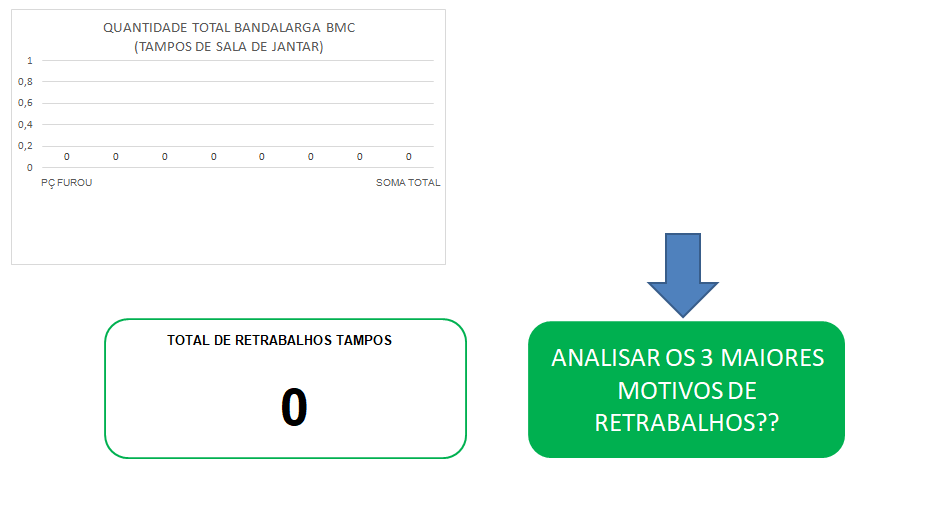 QUANTIDADE TOTAL BANDALARGA BMC
(TAMPOS DE SALA DE JANTAR)
1
0,8
0,6
0,4
0,2
0
0 0 0 0 0 0 0 0
PÇ FUROU SOMA TOTAL
TOTAL DE RETRABALHOS TAMPOS
0
ANALISAR OS 3 MAIORES
MOTIVOS DE
RETRABALHOS??